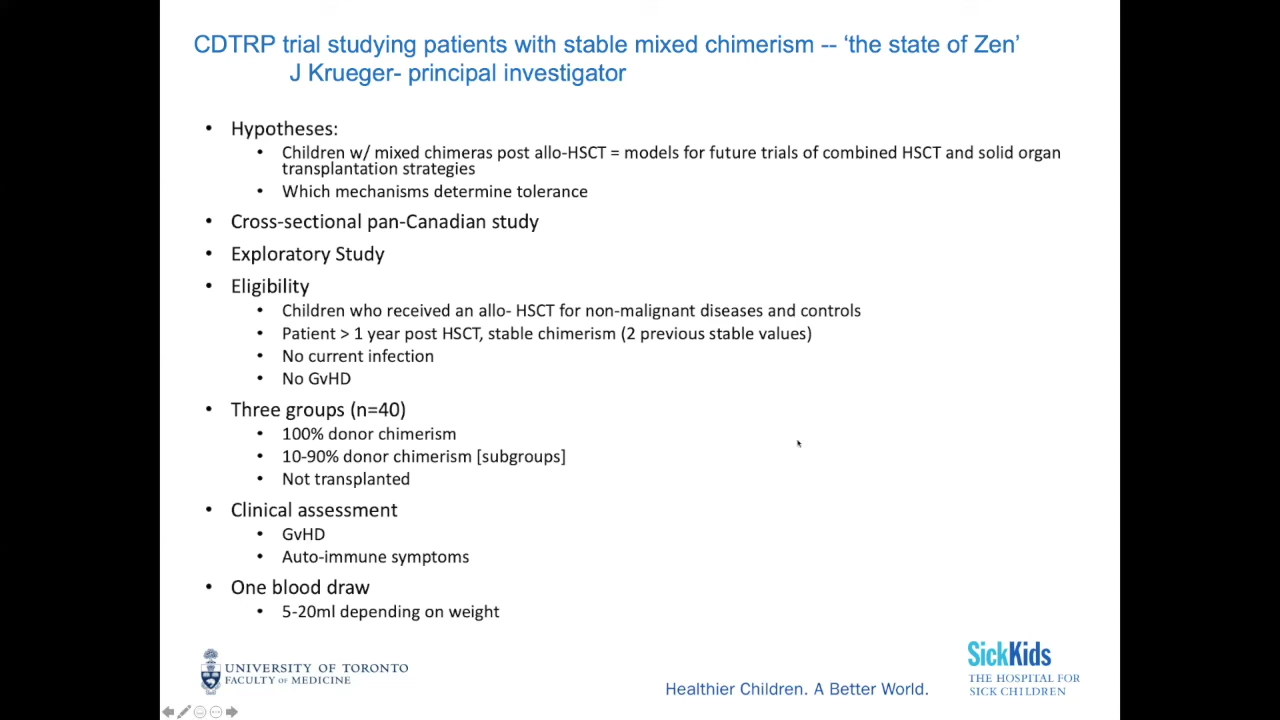 CDTRP trial studying patients with stable mixed chimerism -- ‘the state of Zen’
J Krueger- principal investigator
• Hypotheses:
• Children w/ mixed chimeras post allo-HSCT = models for future trials of combined HSCT and solid organ
transplantation strategies
• Which mechanisms determine tolerance
• Cross-sectional pan-Canadian study
• Exploratory Study
• Eligibility
• Children who received an allo- HSCT for non-malignant diseases and controls
• Patient > 1 year post HSCT, stable chimerism (2 previous stable values)
• No current infection
• No GvHD
• Three groups (n=40)
• 100% donor chimerism
• 10-90% donor chimerism [subgroups]
• Not transplanted
• Clinical assessment
• GvHD
• Auto-immune symptoms
• One blood draw
• 5-20ml depending on weight
UNIVERSITY OF TORONTO
FACULTY OF MEDICINE
Healthier Children. A Better World.
SickKids
THE HOSPITAL FOR
SICK CHILDREN